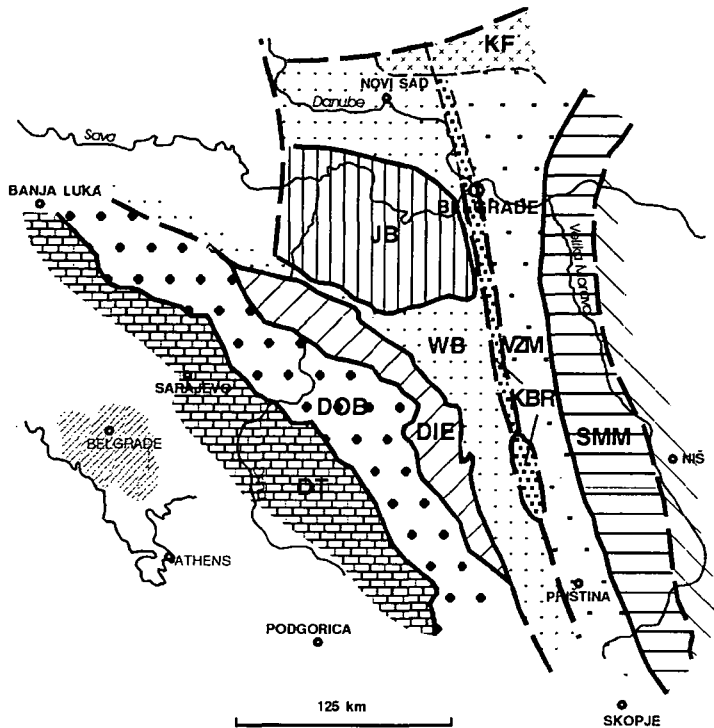 KF
NOVI SAD
Danube
Sava
BANJA LUKA
BELGRADE
JB
Velika Morava
WB
VZM
SARAJEVO
KBR
DOB
DIE
SMM
BELGRADE
NIŠ
DT
ATHENS
PRIŠTINA
PODGORICA
125 km
SKOPJE